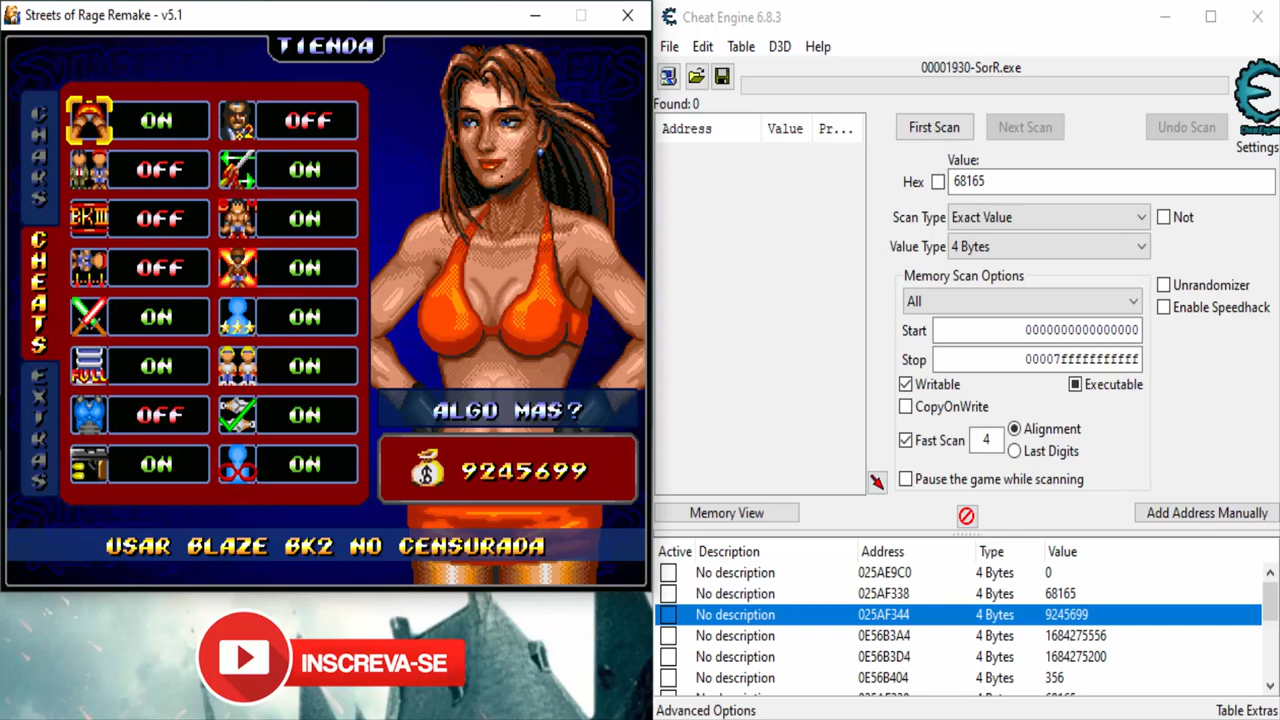 Streets of Rage Remake - v5.1
TIENDA
CHARS
CHEATS
EXTRAS
ON
OFF
OFF
ON
BKIII
OFF
ON
OFF
ON
ON
ON
FULL
ON
ON
OFF
ON
ON
ON
ALGO MAS?
$
9245699
USAR BLAZE BK2 NO CENSURADA
INSCREVA-SE
Cheat Engine 6.8.3
File Edit Table D3D Help
00001930-SorR.exe
Found: 0
Address Value Pr...
First Scan Next Scan Undo Scan
Cheat Engine
Settings
Value:
Hex 68165
Scan Type Exact Value Not
Value Type 4 Bytes
Memory Scan Options
All
Unrandomizer
Enable Speedhack
Start 0000000000000000
Stop 00007fffffffffff
Writable Executable
CopyOnWrite
Fast Scan 4 Alignment
Last Digits
Pause the game while scanning
Memory View Add Address Manually
Active Description Address Type Value
No description 025AE9C0 4 Bytes 0
No description 025AF338 4 Bytes 68165
No description 025AF344 4 Bytes 9245699
No description 0E56B3A4 4 Bytes 1684275556
No description 0E56B3D4 4 Bytes 1684275200
No description 0E56B404 4 Bytes 356
Advanced Options Table Extras